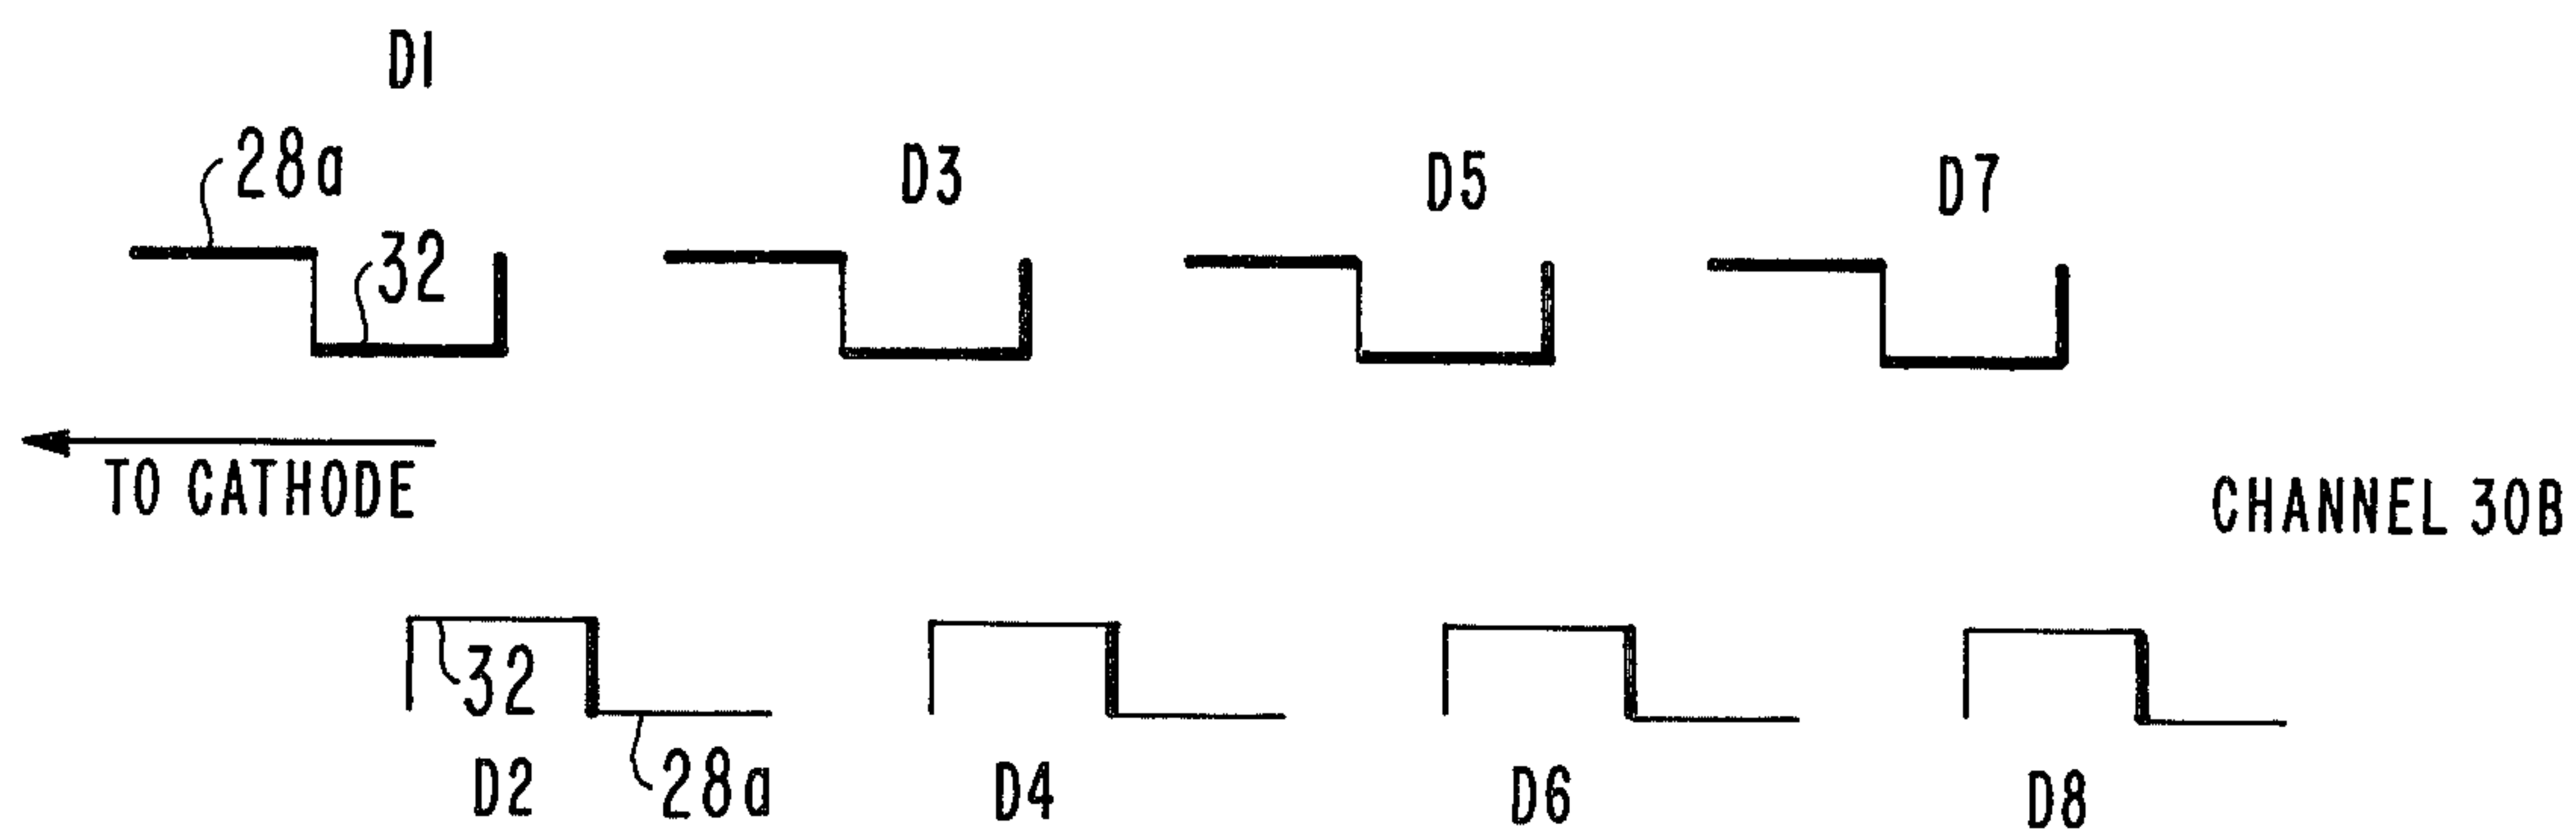 D1
28a
D3
D5
D7
32
TO CATHODE
CHANNEL 30B
32
28a
D2
D4
D6
D8